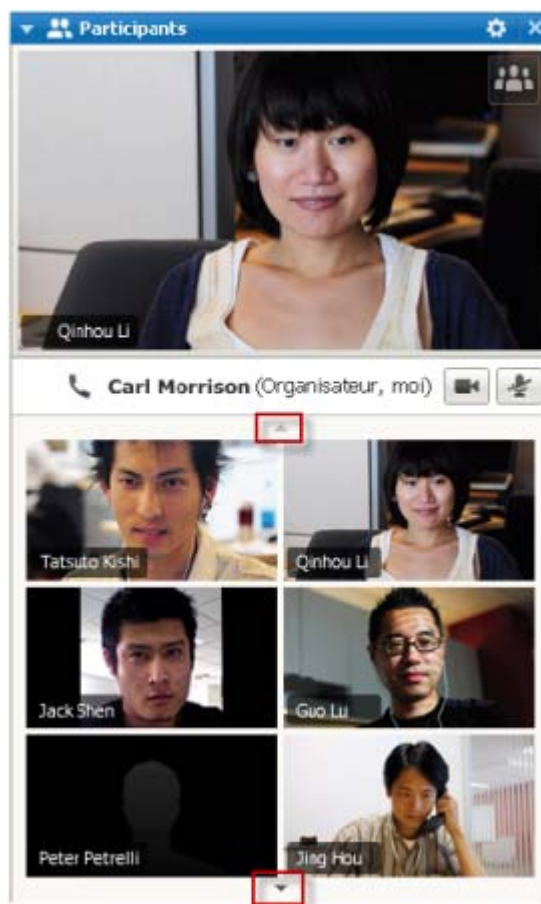 Participants
Qinhou Li
Carl Morrison (Organisateur, moi)
Tatsuto Kishi
Qinhou Li
Jack Shen
Guo Lu
Peter Petrelli
Jing Hou